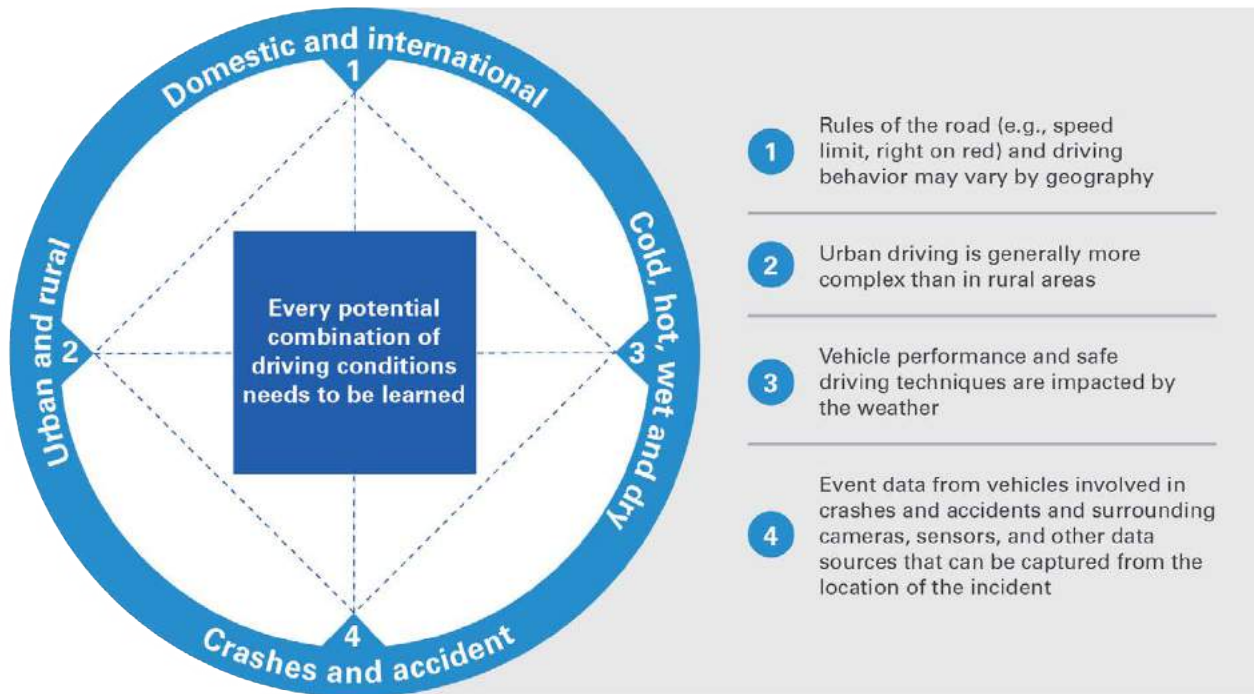 Domestic and international
1
Urban and rural
2
Every potential
combination of
driving conditions
needs to be learned
3
Cold, hot, wet and dry
4
Crashes and accident
1
Rules of the road (e.g., speed
limit, right on red) and driving
behavior may vary by geography
2
Urban driving is generally more
complex than in rural areas
3
Vehicle performance and safe
driving techniques are impacted by
the weather
4
Event data from vehicles involved in
crashes and accidents and surrounding
cameras, sensors, and other data
sources that can be captured from the
location of the incident